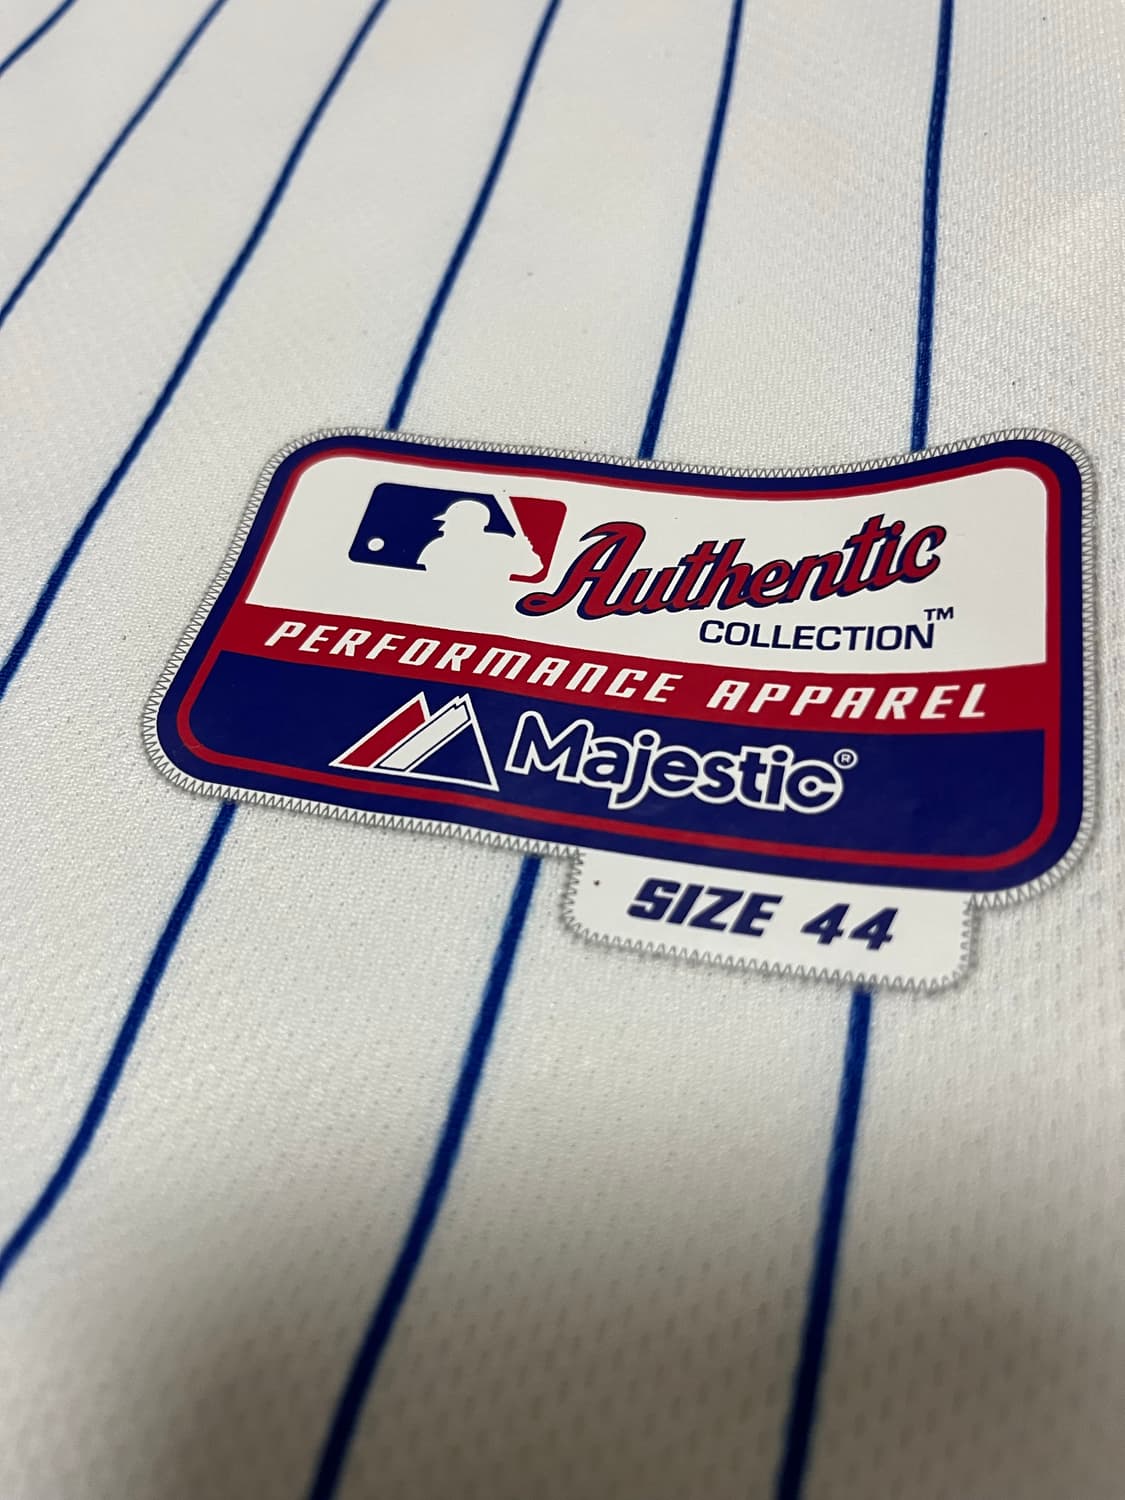 Authentic
COLLECTION™
PERFORMANCE APPAREL
Majestic®
SIZE 44